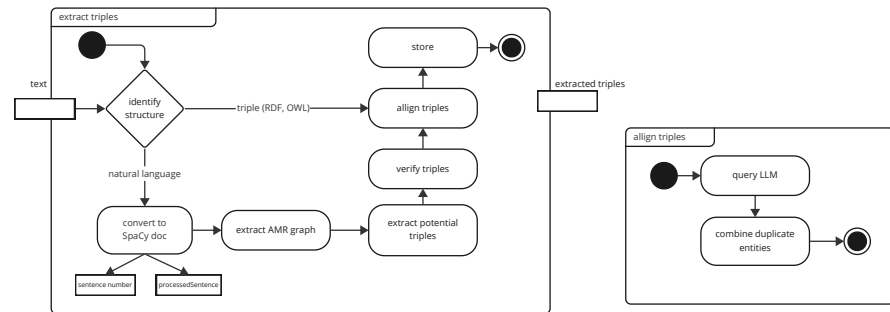 extract triples
store
text
extracted triples
identify
structure
triple (RDF, OWL)
allign triples
allign triples
natural language
verify triples
query LLM
convert to
SpaCy doc
extract AMR graph
extract potential
triples
combine duplicate
entities
sentence number
processedSentence